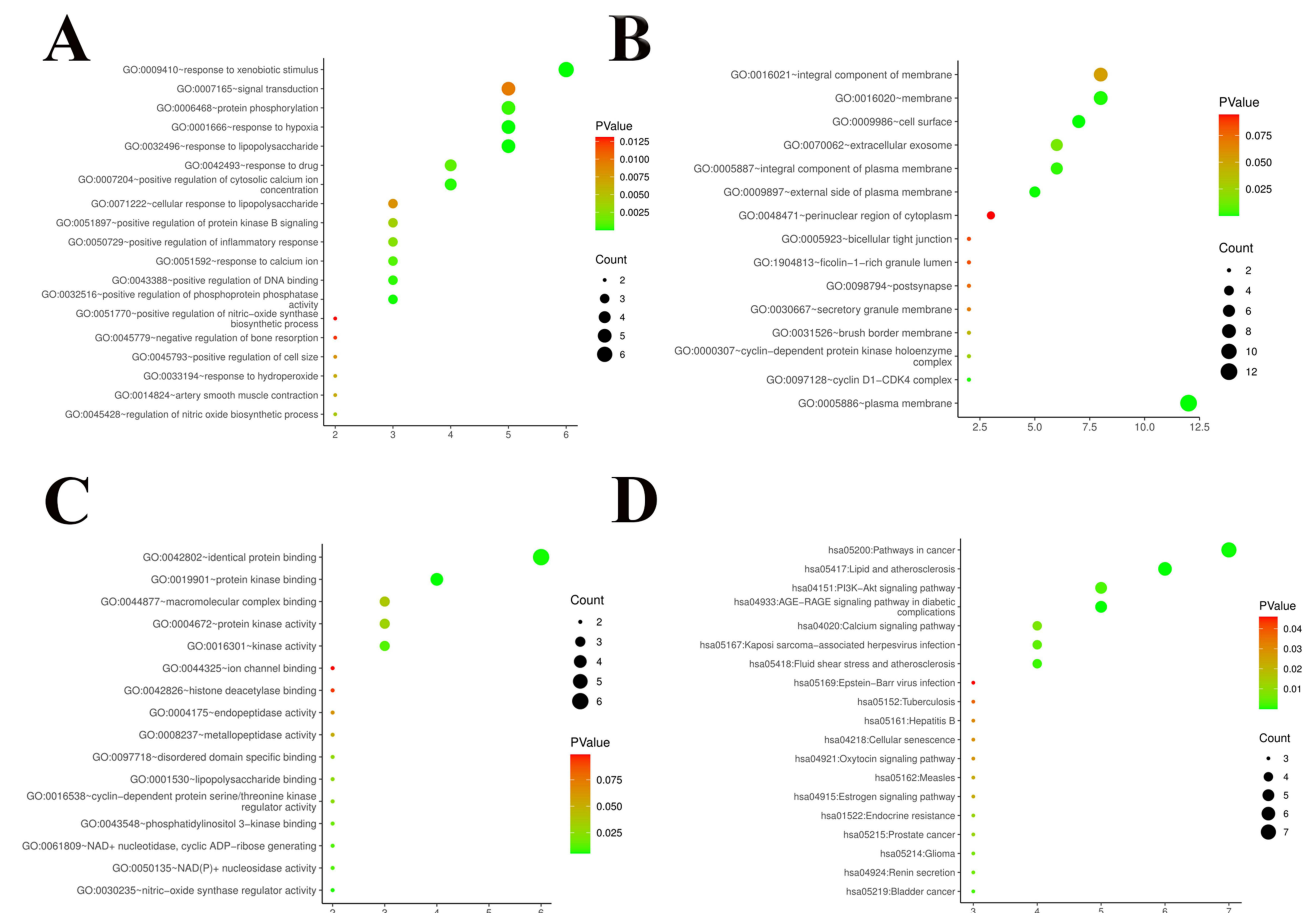 A
GO:0009410~response to xenobiotic stimulus
GO:0007165~signal transduction
GO:0006468~protein phosphorylation
GO:0001666~response to hypoxia
GO:0032496~response to lipopolysaccharide
GO:0042493~response to drug
GO:0007204~positive regulation of cytosolic calcium ion
concentration
GO:0071222~cellular response to lipopolysaccharide
GO:0051897~positive regulation of protein kinase B signaling
GO:0050729~positive regulation of inflammatory response
GO:0051592~response to calcium ion
GO:0043388~positive regulation of DNA binding
GO:0032516~positive regulation of phosphoprotein phosphatase
activity
GO:0051770~positive regulation of nitric−oxide synthase
biosynthetic process
GO:0045779~negative regulation of bone resorption
GO:0045793~positive regulation of cell size
GO:0033194~response to hydroperoxide
GO:0014824~artery smooth muscle contraction
GO:0045428~regulation of nitric oxide biosynthetic process
2 3 4 5 6
PValue
0.0125
0.0100
0.0075
0.0050
0.0025
Count
2
3
4
5
6
B
GO:0016021~integral component of membrane
GO:0016020~membrane
GO:0009986~cell surface
GO:0070062~extracellular exosome
GO:0005887~integral component of plasma membrane
GO:0009897~external side of plasma membrane
GO:0048471~perinuclear region of cytoplasm
GO:0005923~bicellular tight junction
GO:1904813~ficolin−1−rich granule lumen
GO:0098794~postsynapse
GO:0030667~secretory granule membrane
GO:0031526~brush border membrane
GO:0000307~cyclin−dependent protein kinase holoenzyme
complex
GO:0097128~cyclin D1−CDK4 complex
GO:0005886~plasma membrane
2.5 5.0 7.5 10.0 12.5
PValue
0.075
0.050
0.025
Count
2
4
6
8
10
12
C
GO:0042802~identical protein binding
GO:0019901~protein kinase binding
GO:0044877~macromolecular complex binding
GO:0004672~protein kinase activity
GO:0016301~kinase activity
GO:0044325~ion channel binding
GO:0042826~histone deacetylase binding
GO:0004175~endopeptidase activity
GO:0008237~metallopeptidase activity
GO:0097718~disordered domain specific binding
GO:0001530~lipopolysaccharide binding
GO:0016538~cyclin−dependent protein serine/threonine kinase
regulator activity
GO:0043548~phosphatidylinositol 3−kinase binding
GO:0061809~NAD+ nucleotidase, cyclic ADP−ribose generating
GO:0050135~NAD(P)+ nucleosidase activity
GO:0030235~nitric−oxide synthase regulator activity
2 3 4 5 6
Count
2
3
4
5
6
PValue
0.075
0.050
0.025
D
hsa05200:Pathways in cancer
hsa05417:Lipid and atherosclerosis
hsa04151:PI3K−Akt signaling pathway
hsa04933:AGE−RAGE signaling pathway in diabetic
complications
hsa04020:Calcium signaling pathway
hsa05167:Kaposi sarcoma−associated herpesvirus infection
hsa05418:Fluid shear stress and atherosclerosis
hsa05169:Epstein−Barr virus infection
hsa05152:Tuberculosis
hsa05161:Hepatitis B
hsa04218:Cellular senescence
hsa04921:Oxytocin signaling pathway
hsa05162:Measles
hsa04915:Estrogen signaling pathway
hsa01522:Endocrine resistance
hsa05215:Prostate cancer
hsa05214:Glioma
hsa04924:Renin secretion
hsa05219:Bladder cancer
3 4 5 6 7
PValue
0.04
0.03
0.02
0.01
Count
3
4
5
6
7